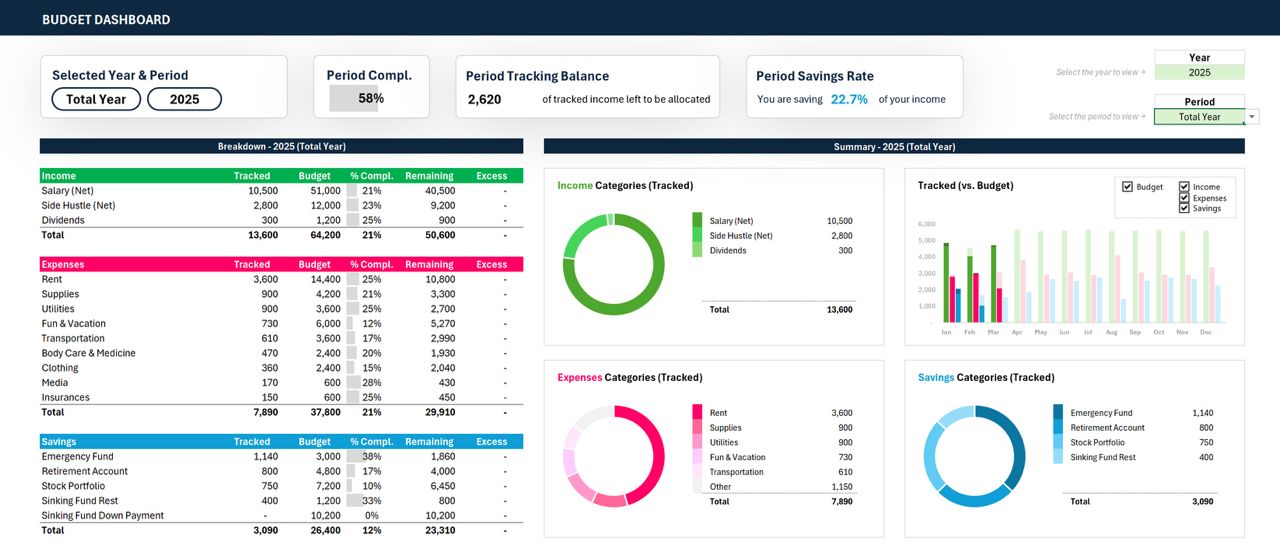 BUDGET DASHBOARD
Selected Year & Period
Total Year 2025
Period Compl.
58%
Period Tracking Balance
2,620 of tracked income left to be allocated
Period Savings Rate
You are saving 22.7% of your income
Year
Select the year to view → 2025
Period
Select the period to view → Total Year
Breakdown - 2025 (Total Year)
Income Tracked Budget % Compl. Remaining Excess
Salary (Net) 10,500 51,000 21% 40,500 -
Side Hustle (Net) 2,800 12,000 23% 9,200 -
Dividends 300 1,200 25% 900 -
Total 13,600 64,200 21% 50,600 -
Expenses Tracked Budget % Compl. Remaining Excess
Rent 3,600 14,400 25% 10,800 -
Supplies 900 4,200 21% 3,300 -
Utilities 900 3,600 25% 2,700 -
Fun & Vacation 730 6,000 12% 5,270 -
Transportation 610 3,600 17% 2,990 -
Body Care & Medicine 470 2,400 20% 1,930 -
Clothing 360 2,400 15% 2,040 -
Media 170 600 28% 430 -
Insurances 150 600 25% 450 -
Total 7,890 37,800 21% 29,910 -
Savings Tracked Budget % Compl. Remaining Excess
Emergency Fund 1,140 3,000 38% 1,860 -
Retirement Account 800 4,800 17% 4,000 -
Stock Portfolio 750 7,200 10% 6,450 -
Sinking Fund Rest 400 1,200 33% 800 -
Sinking Fund Down Payment - 10,200 0% 10,200 -
Total 3,090 26,400 12% 23,310 -
Summary - 2025 (Total Year)
Income Categories (Tracked)
Salary (Net) 10,500
Side Hustle (Net) 2,800
Dividends 300
Total 13,600
Tracked (vs. Budget)
Budget Income
Expenses
Savings
6,000
5,000
4,000
3,000
2,000
1,000
-
Jan Feb Mar Apr May Jun Jul Aug Sep Oct Nov Dec
Expenses Categories (Tracked)
Rent 3,600
Supplies 900
Utilities 900
Fun & Vacation 730
Transportation 610
Other 1,150
Total 7,890
Savings Categories (Tracked)
Emergency Fund 1,140
Retirement Account 800
Stock Portfolio 750
Sinking Fund Rest 400
Total 3,090